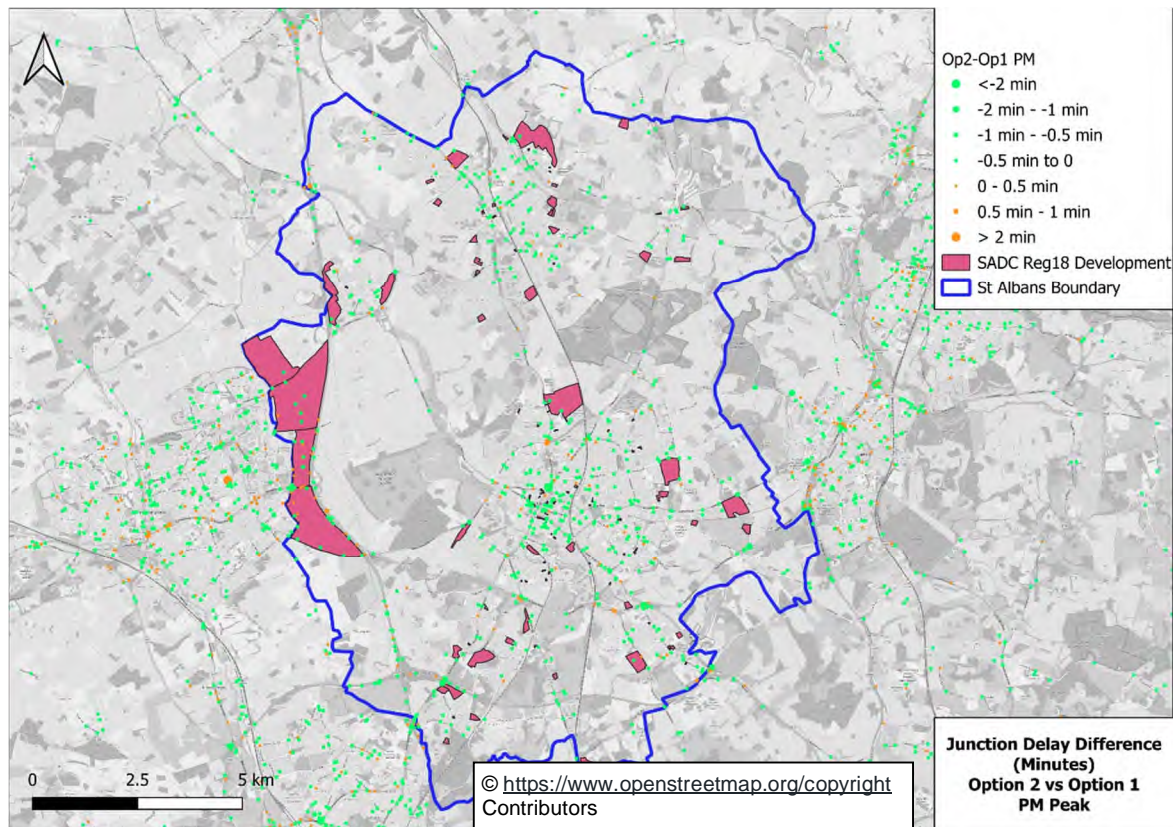 Op2-Op1 PM
<-2 min
-2 min - -1 min
-1 min - -0.5 min
-0.5 min to 0
0 - 0.5 min
0.5 min - 1 min
> 2 min
SADC Reg18 Development
St Albans Boundary
0 2.5 5 km
© https://www.openstreetmap.org/copyright
Contributors
Junction Delay Difference
(Minutes)
Option 2 vs Option 1
PM Peak